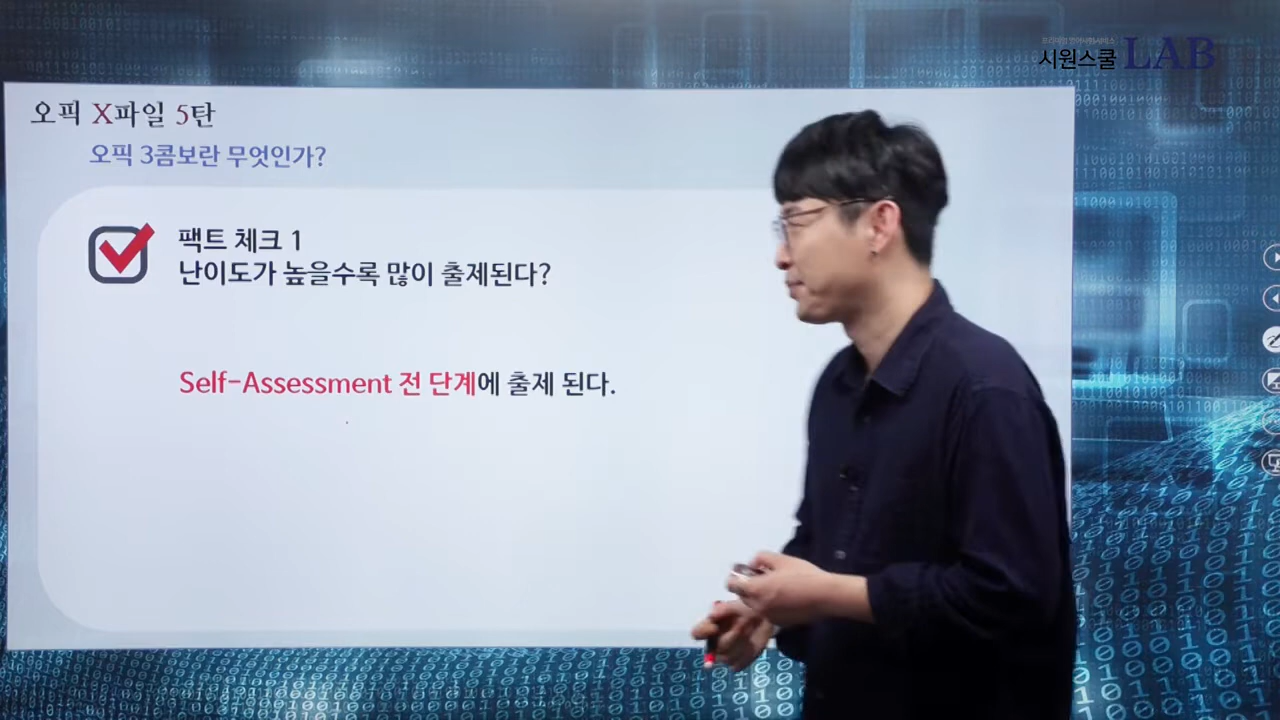 시원스쿨 LAB
오픽 X파일 5탄
오픽 3콤보란 무엇인가?
팩트 체크 1
난이도가 높을수록 많이 출제된다?
Self-Assessment 전 단계에 출제 된다.